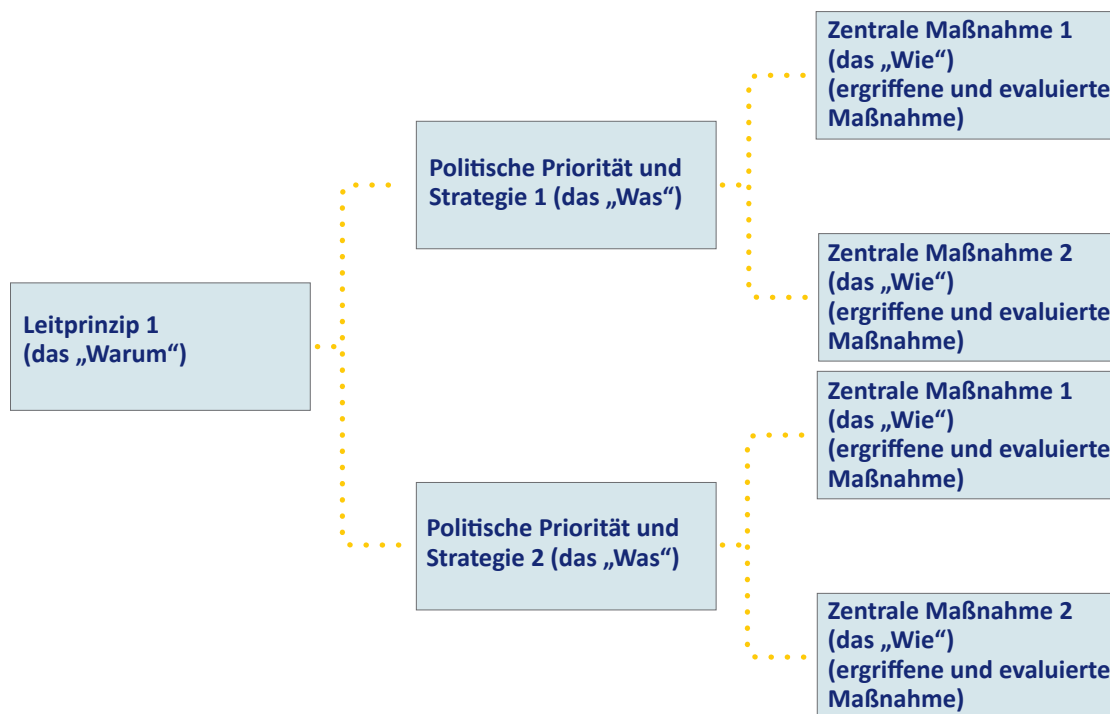 Leitprinzip 1
(das „Warum“)
Politische Priorität und
Strategie 1 (das „Was“)
Zentrale Maßnahme 1
(das „Wie“)
(ergriffene und evaluierte
Maßnahme)
Zentrale Maßnahme 2
(das „Wie“)
(ergriffene und evaluierte
Maßnahme)
Politische Priorität und
Strategie 2 (das „Was“)
Zentrale Maßnahme 1
(das „Wie“)
(ergriffene und evaluierte
Maßnahme)
Zentrale Maßnahme 2
(das „Wie“)
(ergriffene und evaluierte
Maßnahme)